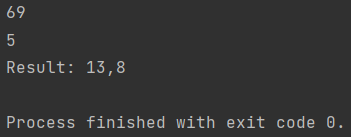 69
5
Result: 13,8
Process finished with exit code 0.